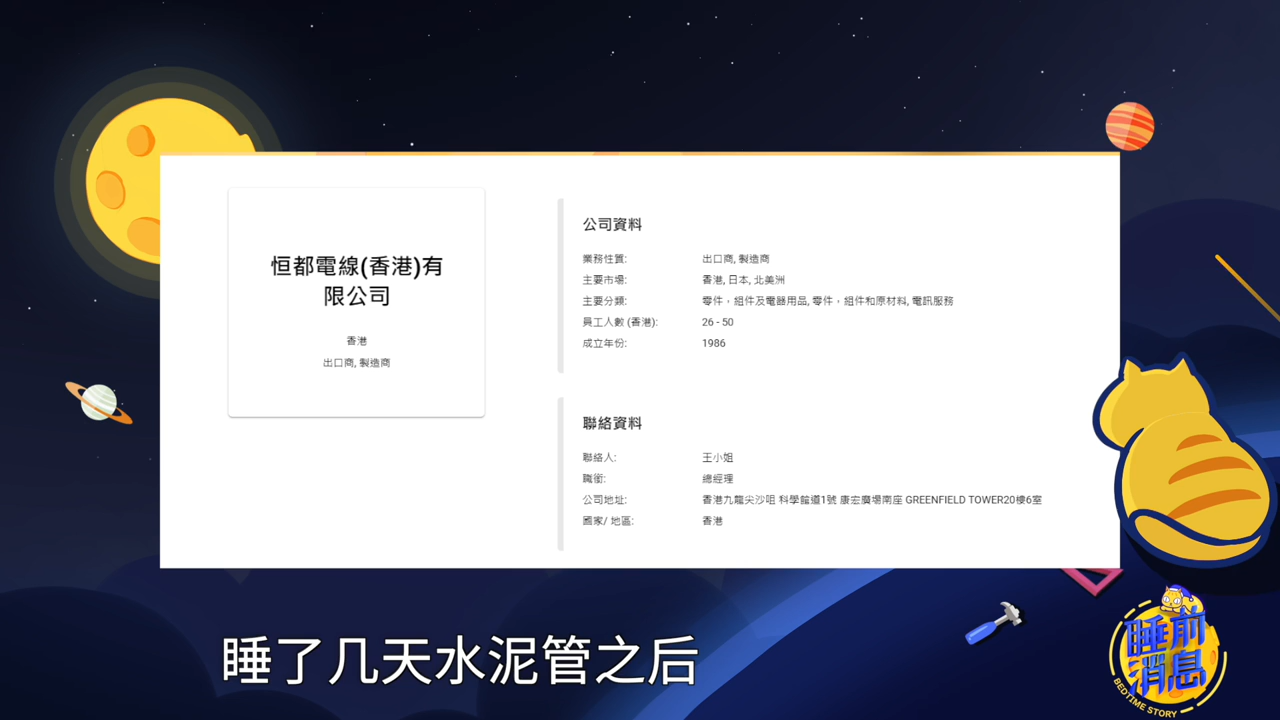 恒都電線(香港)有
限公司
香港
出口商, 製造商
公司資料
業務性質: 出口商, 製造商
主要市場: 香港, 日本, 北美洲
主要分類: 零件，組件及電器用品, 零件，組件和原材料, 電訊服務
員工人數 (香港): 26 - 50
成立年份: 1986
聯絡資料
聯絡人: 王小姐
職銜: 總經理
公司地址: 香港九龍尖沙咀 科學館道1號 康宏廣場南座 GREENFIELD TOWER20樓6室
國家/ 地區: 香港
睡了几天水泥管之后
睡前
消息
BEDTIME STORY